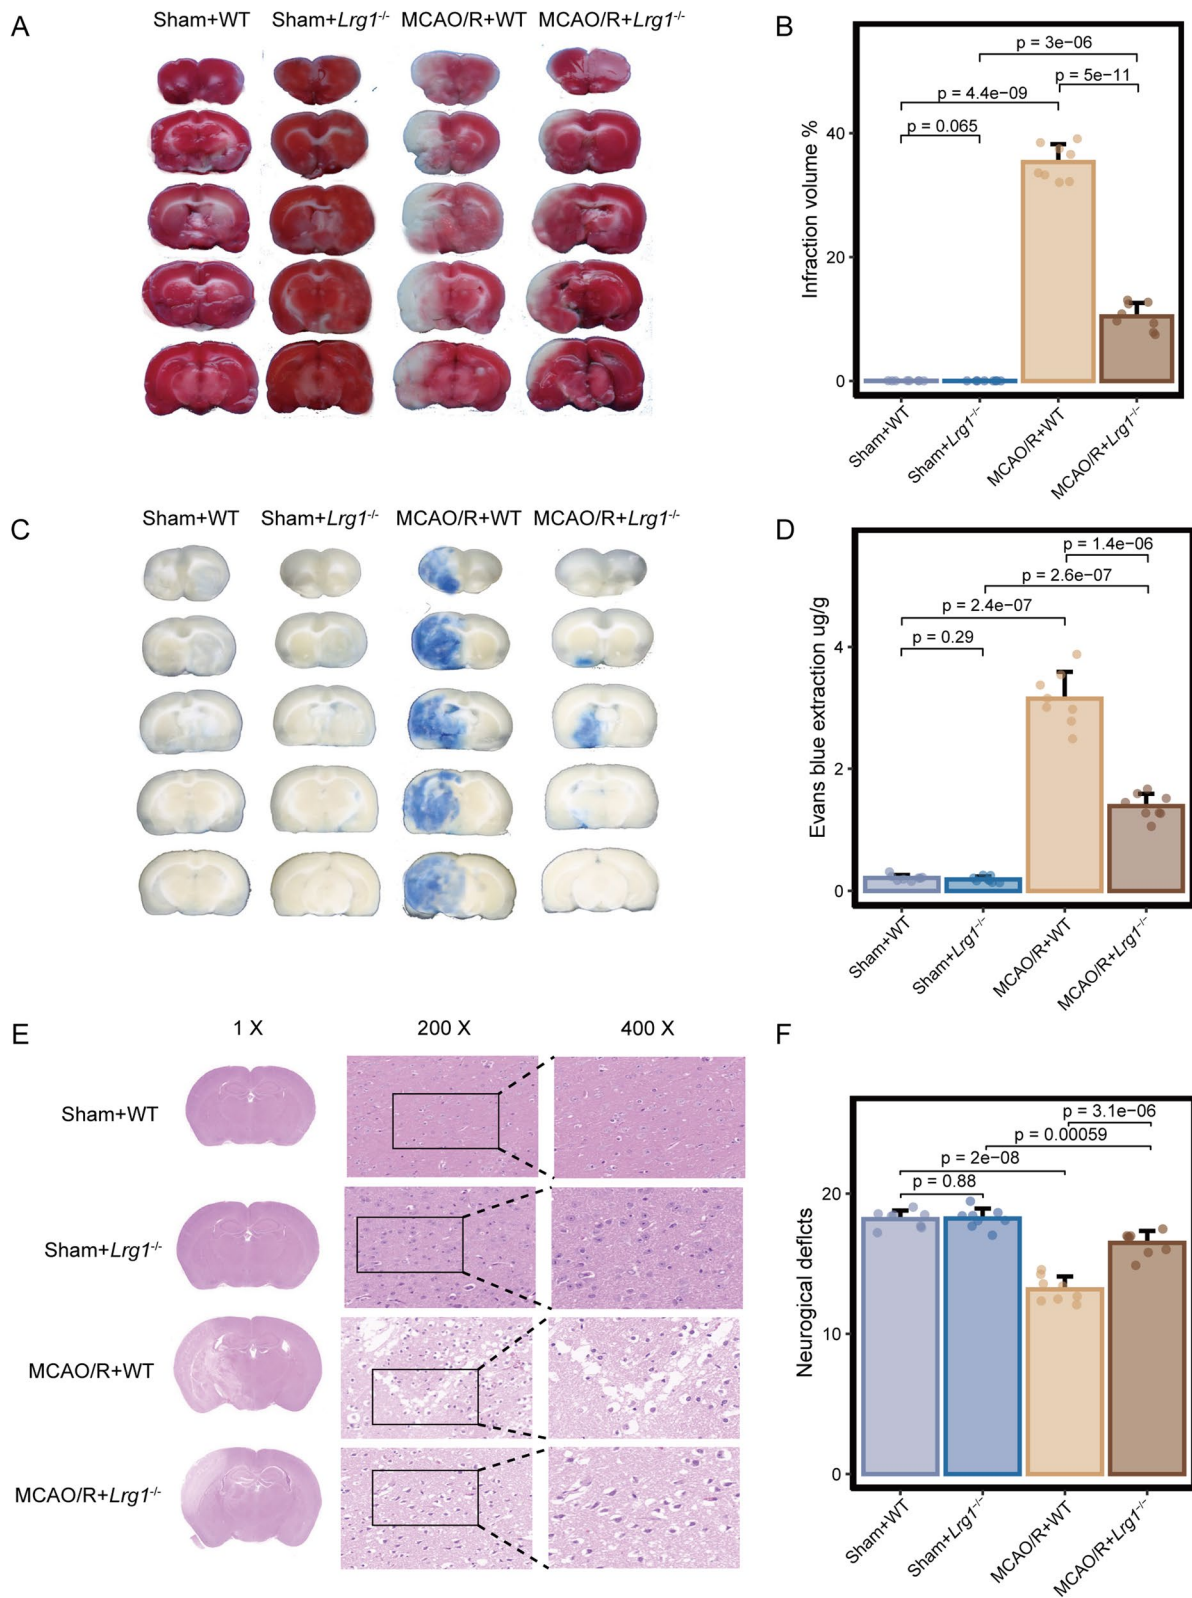 A
Sham+WT Sham+Lrg1-/- MCAO/R+WT MCAO/R+Lrg1-/-
B
p = 3e−06
p = 5e−11
p = 4.4e−09
p = 0.065
Infraction volume %
40
20
0
Sham+WT
Sham+Lrg1-/-
MCAO/R+WT
MCAO/R+Lrg1-/-
C
Sham+WT Sham+Lrg1-/- MCAO/R+WT MCAO/R+Lrg1-/-
D
p = 1.4e−06
p = 2.6e−07
p = 2.4e−07
p = 0.29
Evans blue extraction ug/g
4
2
0
Sham+WT
Sham+Lrg1-/-
MCAO/R+WT
MCAO/R+Lrg1-/-
E
1 X 200 X 400 X
Sham+WT
Sham+Lrg1-/-
MCAO/R+WT
MCAO/R+Lrg1-/-
F
p = 3.1e−06
p = 0.00059
p = 2e−08
p = 0.88
Neurogical deficts
20
10
0
Sham+WT
Sham+Lrg1-/-
MCAO/R+WT
MCAO/R+Lrg1-/-